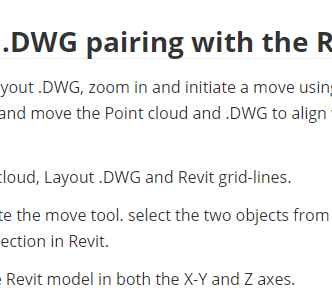 .DWG pairing with the R
yout .DWG, zoom in and initiate a move using
and move the Point cloud and .DWG to align
cloud, Layout .DWG and Revit grid-lines.
te the move tool. select the two objects from
ection in Revit.
e Revit model in both the X-Y and Z axes.